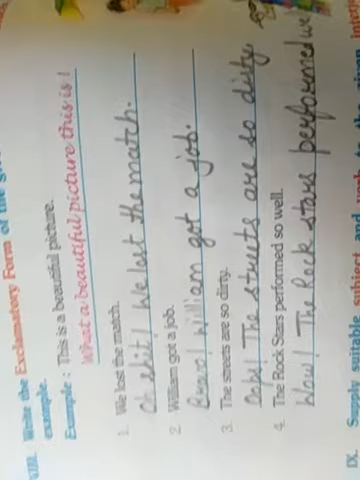 VIII. Write the Exclamatory Form of the
example.
Example : This is a beautiful picture.
What a beautiful picture this is!
1. We lost the match.
Oh shit! We lost the match.
2. William got a job.
Bravo! William got a job.
3. The streets are so dirty.
Oops! The streets are so dirty
4. The Rock Stars performed so well.
Wow! The Rock stars performed we
IX. Supply suitable subject and verb to the given